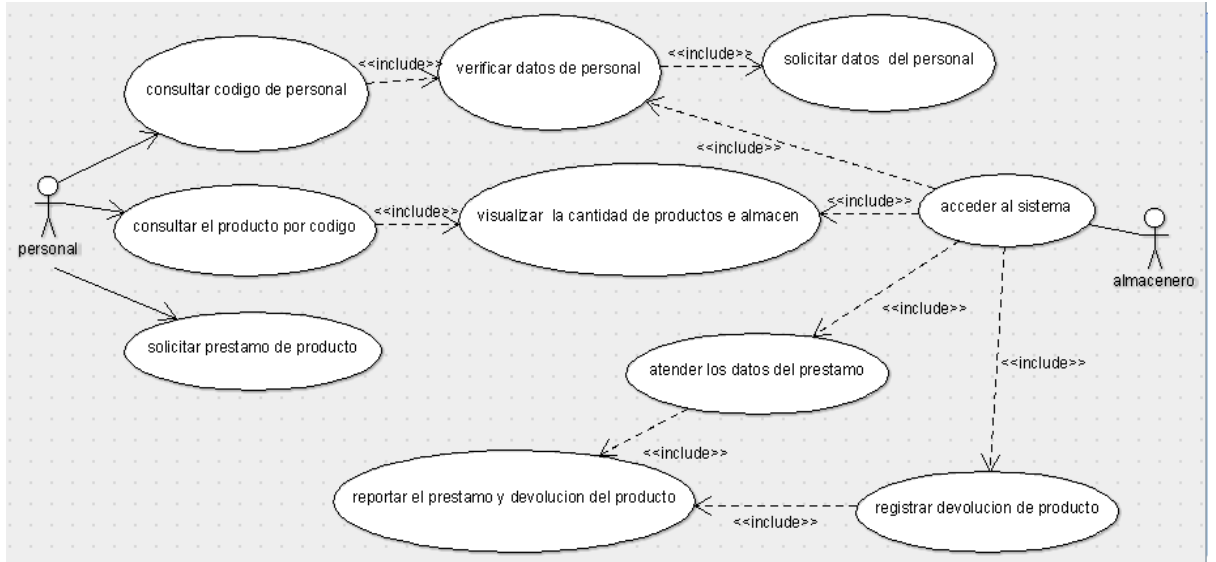 <<include>>
<<include>>
solicitar datos  del personal
verificar datos de personal
consultar codigo de personal
<<include>>
<<include>>
<<include>>
acceder al sistema
visualizar  la cantidad de productos e almacen
consultar el producto por codigo
personal
almacenero
<<include>>
solicitar prestamo de producto
<<include>>
atender los datos del prestamo
<<include>>
reportar el prestamo y devolucion del producto
registrar devolucion de producto
<<include>>